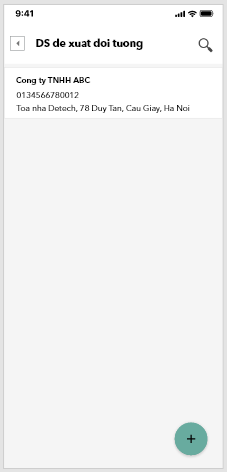 9:41
DS de xuat doi tuong
Cong ty TNHH ABC
0134566780012
Toa nha Detech, 78 Duy Tan, Cau Giay, Ha Noi
+